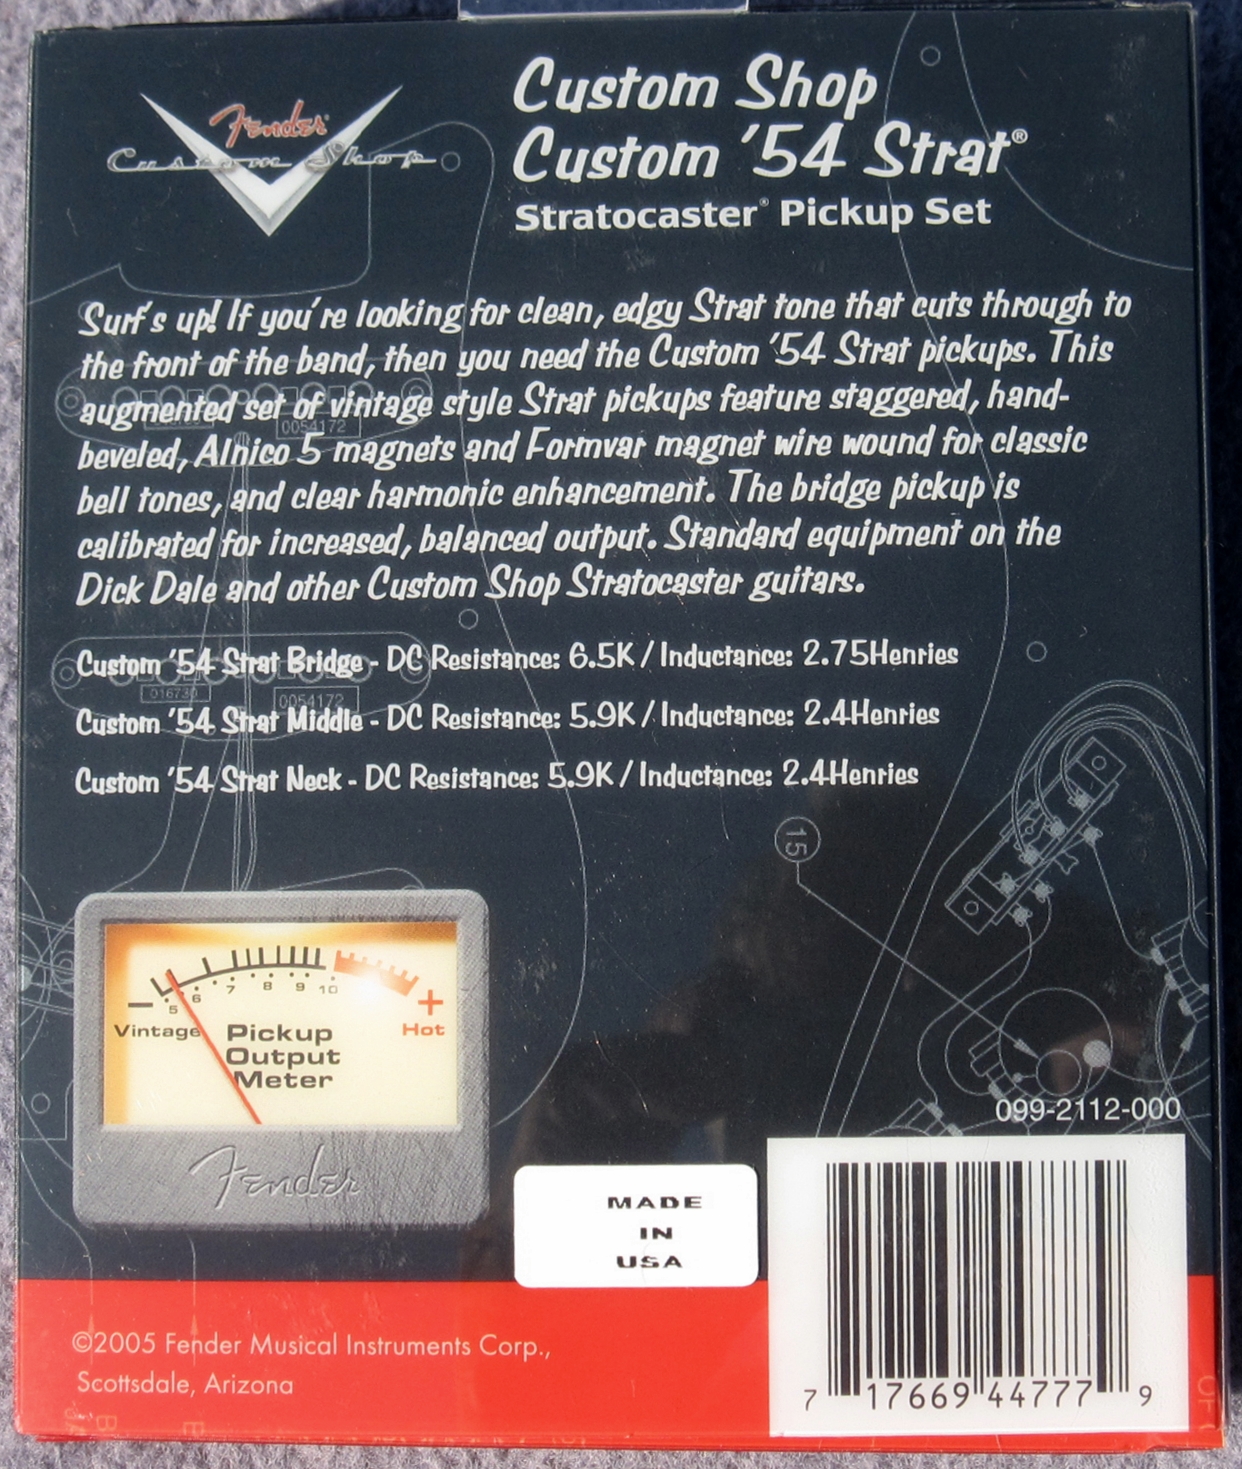 Fender
Custom Shop
Custom Shop
Custom '54 Strat®
Stratocaster® Pickup Set
Surf's up! If you're looking for clean, edgy Strat tone that cuts through to
the front of the band, then you need the Custom '54 Strat pickups. This
augmented set of vintage style Strat pickups feature staggered, hand-
beveled, Alnico 5 magnets and Formvar magnet wire wound for classic
bell tones, and clear harmonic enhancement. The bridge pickup is
calibrated for increased, balanced output. Standard equipment on the
Dick Dale and other Custom Shop Stratocaster guitars.
0054172
Custom '54 Strat Bridge - DC Resistance: 6.5K / Inductance: 2.75Henries
016730
0054172
Custom '54 Strat Middle - DC Resistance: 5.9K / Inductance: 2.4Henries
Custom '54 Strat Neck - DC Resistance: 5.9K / Inductance: 2.4Henries
15
5 6 7 8 9 10
− +
Vintage Hot
Pickup
Output
Meter
Fender
099-2112-000
MADE
IN
USA
7 17669 44777 9
©2005 Fender Musical Instruments Corp.,
Scottsdale, Arizona